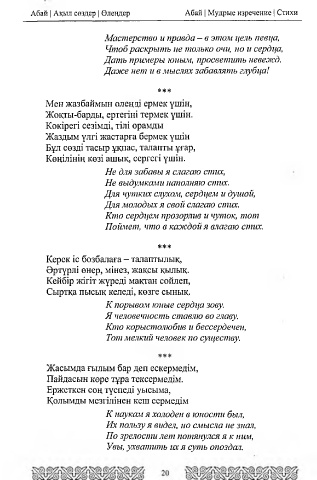 Абай | Ақыл сөздер | Өлеңдер
Абай | Мудрые изречение | Стихи
Мастерство и правда – в этом цель певца,
Чтоб раскрыть не только очи, но и сердца,
Дать примеры юным, просветить невежд.
Даже нет и в мыслях забавлять глубца!
***
Мен жазбаймын өлеңді ермек үшін,
Жоқты-барды, ертегіні термек үшін.
Көкірегі сезімді, тілі орамды
Жаздым үлгі жастарға бермек үшін
Бұл сөзді тасыр ұқпас, талапты ұғар,
Көңілінің көзі ашық, сергегі үшін.
Не для забавы я слагаю стих,
Не выдумками наполняю стих.
Для чутких слухом, сердцем и душой,
Для молодых я свой слагаю стих.
Кто сердцем прозорлив и чуток, тот
Поймет, что в каждой я влагаю стих.
***
Керек іс бозбалаға – талаптылық,
Әртүрлі өнер, мінез, жақсы қылық.
Кейбір жігіт жүреді мақтан сөйлеп,
Сыртқа пысық келеді, көзге сынық.
К порывом юные сердца зову.
Я человечность ставлю во главу.
Кто корыстолюбив и бессердечен,
Тот мелкий человек по существу.
***
Жасымда ғылым бар деп ескермедім,
Пайдасын көре тұра тексермедім.
Ержеткен соң түспеді уысыма,
Қолымды мезгілінен кеш сермедім
К наукам я холоден в юности был,
Их пользу я видел, но смысла не знал,
По зрелости лет потянулся я к ним,
Увы, ухватить их я суть опоздал.
20